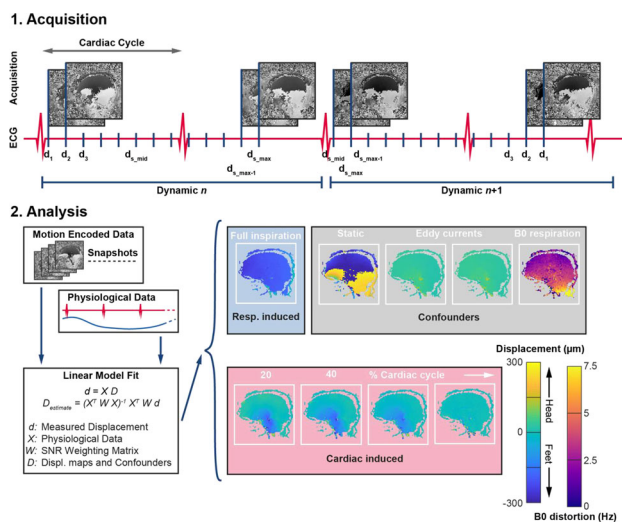 1. Acquisition
Cardiac Cycle
Acquisition
ECG
d1 d2 d3 ds_mid ds_max ds_mid ds_max-1 d3 d2 d1
ds_max-1 ds_max
Dynamic n Dynamic n+1
2. Analysis
Motion Encoded Data
Snapshots
Physiological Data
Linear Model Fit
d = X D
Destimate = (XT W X)-1 XT W d
d: Measured Displacement
X: Physiological Data
W: SNR Weighting Matrix
D: Displ. maps and Confounders
Full inspiration
Resp. induced
Static Eddy currents B0 respiration
Confounders
20 40 % Cardiac cycle
Cardiac induced
Displacement (µm)
300 7.5
Head
5
0
Feet
2.5
-300 0
B0 distortion (Hz)